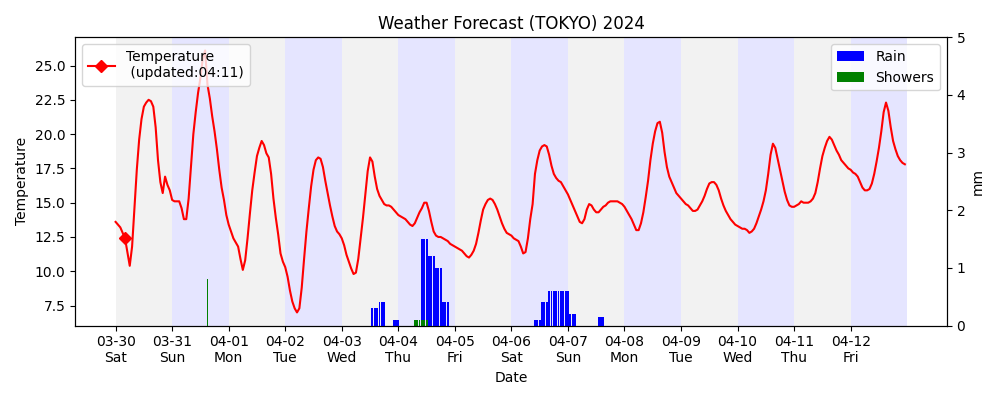 Weather Forecast (TOKYO) 2024
Temperature
(updated:04:11)
Rain
Showers
Temperature
25.0
22.5
20.0
17.5
15.0
12.5
10.0
7.5
5
4
3
2
1
0
mm
03-30 03-31 04-01 04-02 04-03 04-04 04-05 04-06 04-07 04-08 04-09 04-10 04-11 04-12
Sat Sun Mon Tue Wed Thu Fri Sat Sun Mon Tue Wed Thu Fri
Date